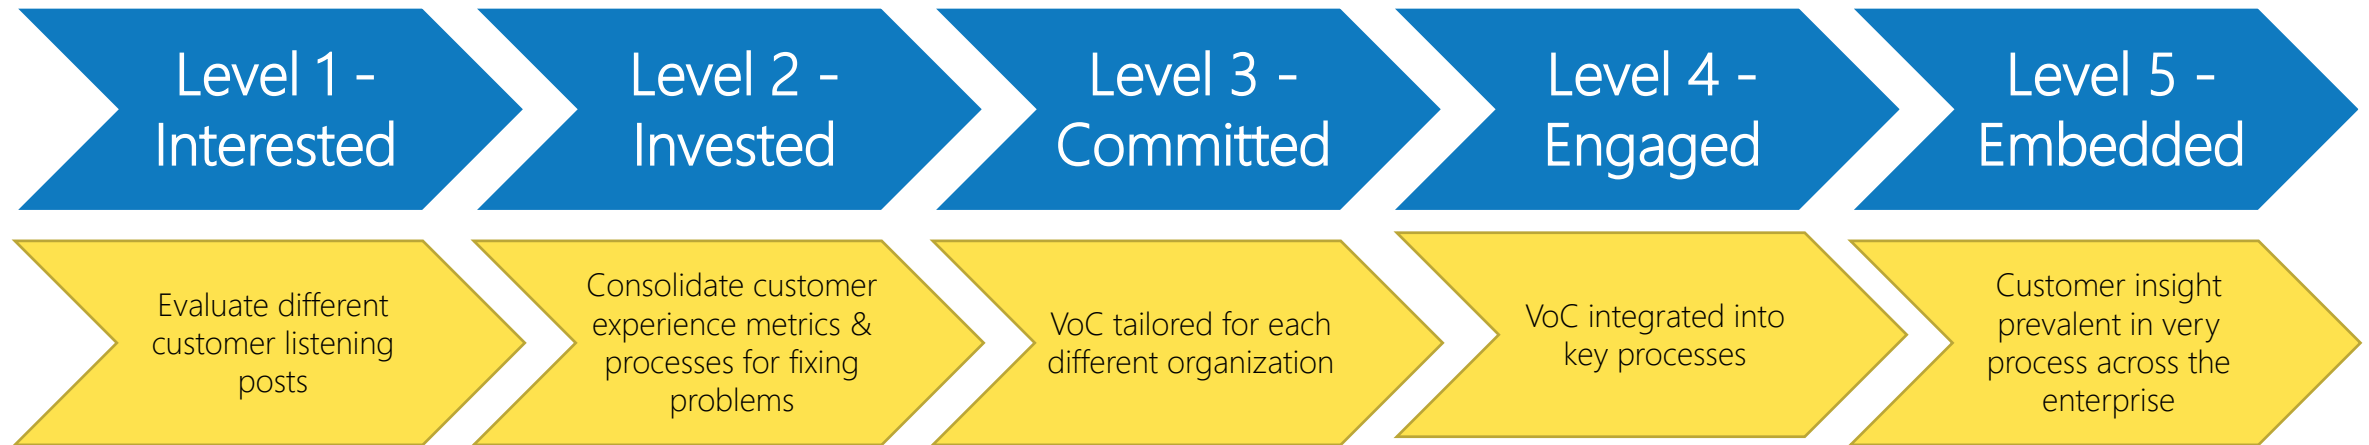 Level 1 -
Interested
Level 2 -
Invested
Level 3 -
Committed
Level 4 -
Engaged
Level 5 -
Embedded
Evaluate different
customer listening
posts
Consolidate customer
experience metrics &
processes for fixing
problems
VoC tailored for each
different organization
VoC integrated into
key processes
Customer insight
prevalent in very
process across the
enterprise